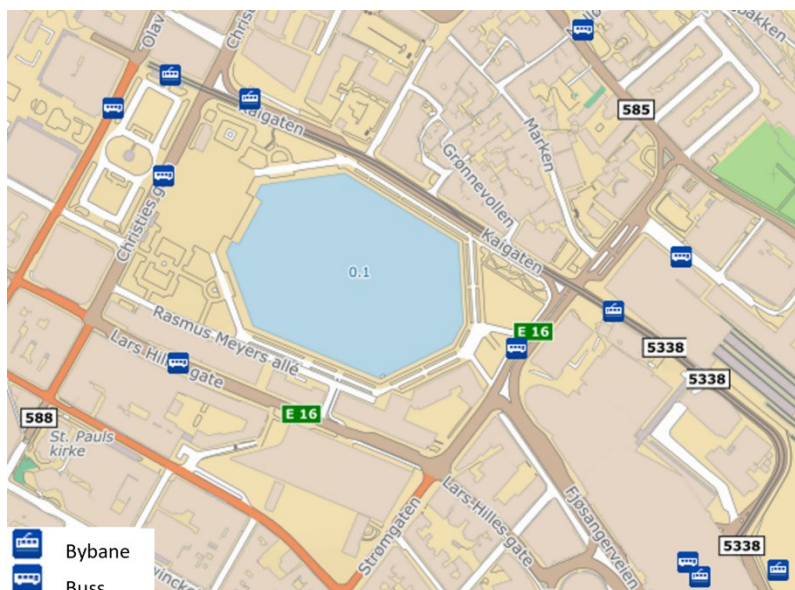 Olav
Christ
585
Kaigaten
Marken
Grønnevollen
Christies g
Kaigaten
0.1
Rasmus Meyers allé
E 16
5338
Lars Hilles gate
5338
E 16
588
St. Pauls
kirke
Lars-Hilles gate
Strømgaten
Fjøsangerveien
5338
Bybane
Buss